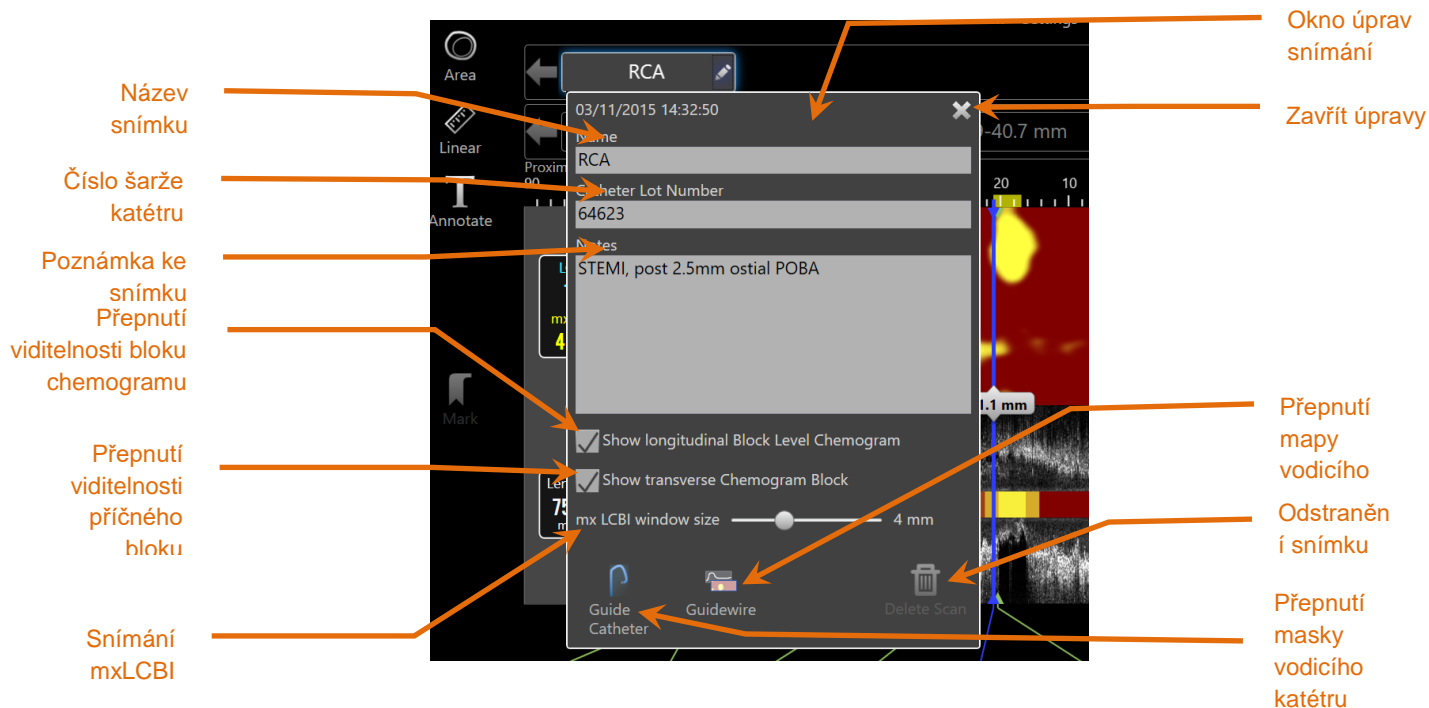 Název
snímku
Číslo šarže
katétru
Poznámka ke
snímku
Přepnutí
viditelnosti bloku
chemogramu
Přepnutí
viditelnosti
příčného
bloku
Snímání
mxLCBI
Area
Linear
Annotate
Mark
RCA
03/11/2015 14:32:50
Name
RCA
Catheter Lot Number
64623
Notes
STEMI, post 2.5mm ostial POBA
Show longitudinal Block Level Chemogram
Show transverse Chemogram Block
mx LCBI window size 4 mm
Guide
Catheter
Guidewire
Delete Scan
-40.7 mm
20 10
90
1.1 mm
Okno úprav
snímání
Zavřít úpravy
Přepnutí
mapy
vodicího
Odstraněn
í snímku
Přepnutí
masky
vodicího
katétru